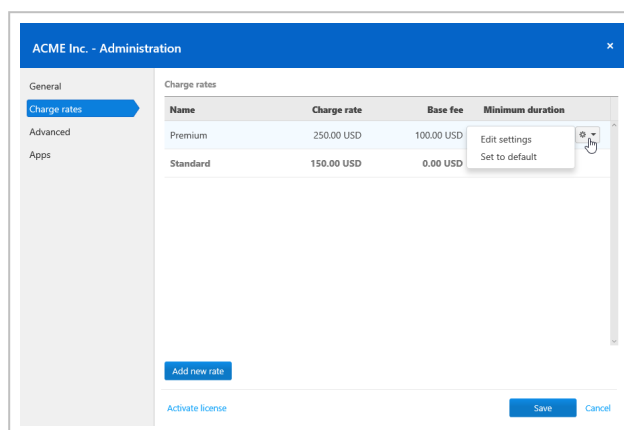 ACME Inc. - Administration ×
General
Charge rates
Advanced
Apps
Charge rates
Name Charge rate Base fee Minimum duration
Premium 250.00 USD 100.00 USD
Edit settings
Set to default
Standard 150.00 USD 0.00 USD
Add new rate
Activate license Save Cancel